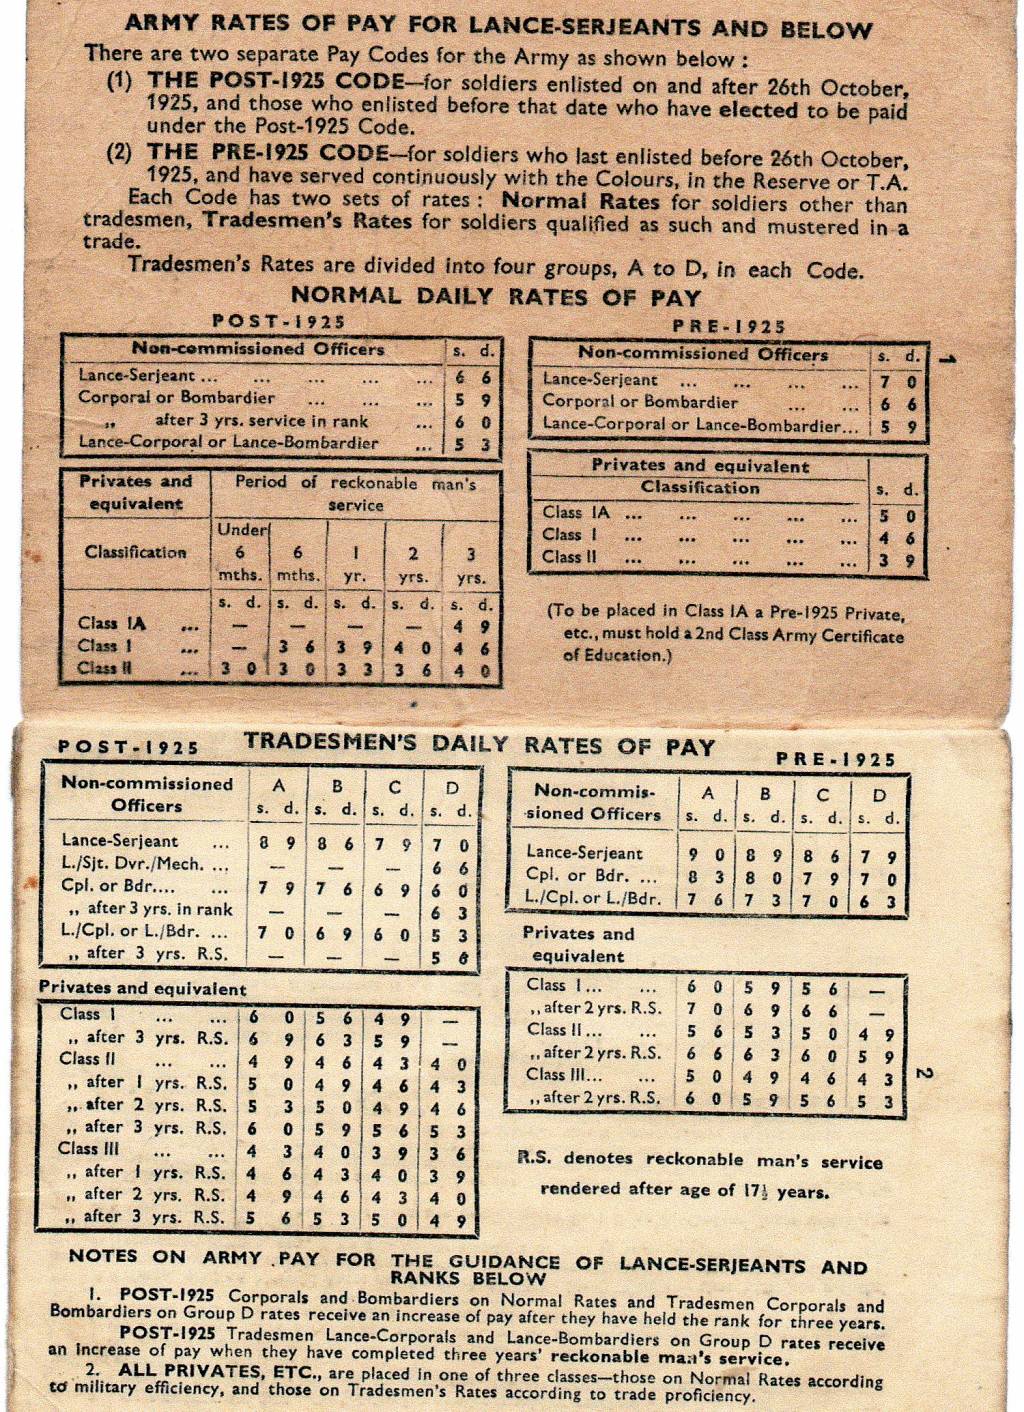 ARMY RATES OF PAY FOR LANCE-SERJEANTS AND BELOW
There are two separate Pay Codes for the Army as shown below :
(1) THE POST-1925 CODE—for soldiers enlisted on and after 26th October,
1925, and those who enlisted before that date who have elected to be paid
under the Post-1925 Code.
(2) THE PRE-1925 CODE—for soldiers who last enlisted before 26th October,
1925, and have served continuously with the Colours, in the Reserve or T.A.
Each Code has two sets of rates : Normal Rates for soldiers other than
tradesmen, Tradesmen's Rates for soldiers qualified as such and mustered in a
trade.
Tradesmen's Rates are divided into four groups, A to D, in each Code.
NORMAL DAILY RATES OF PAY
POST-1925
Non-commissioned Officers s. d.
Lance-Serjeant ... ... ... ... ... 6 6
Corporal or Bombardier ... ... ... 5 9
„ after 3 yrs. service in rank ... 6 0
Lance-Corporal or Lance-Bombardier ... 5 3
Privates and equivalent Period of reckonable man's service
Classification Under 6 mths. 6 mths. 1 yr. 2 yrs. 3 yrs.
s. d. s. d. s. d. s. d. s. d.
Class IA ... — — — — 4 9
Class I ... — 3 6 3 9 4 0 4 6
Class II ... 3 0 3 0 3 3 3 6 4 0
PRE-1925
Non-commissioned Officers s. d.
Lance-Serjeant ... ... ... ... 7 0
Corporal or Bombardier ... ... 6 6
Lance-Corporal or Lance-Bombardier... 5 9
1
Privates and equivalent
Classification s. d.
Class IA ... ... ... ... ... 5 0
Class I ... ... ... ... ... 4 6
Class II ... ... ... ... ... 3 9
(To be placed in Class IA a Pre-1925 Private,
etc., must hold a 2nd Class Army Certificate
of Education.)
TRADESMEN'S DAILY RATES OF PAY
POST-1925
Non-commissioned Officers A B C D
s. d. s. d. s. d. s. d.
Lance-Serjeant ... 8 9 8 6 7 9 7 0
L./Sjt. Dvr./Mech. ... — — — 6 6
Cpl. or Bdr.... ... 7 9 7 6 6 9 6 0
„ after 3 yrs. in rank — — — 6 3
L./Cpl. or L./Bdr. ... 7 0 6 9 6 0 5 3
„ after 3 yrs. R.S. — — — 5 6
Privates and equivalent
Class I ... ... 6 0 5 6 4 9 —
„ after 3 yrs. R.S. 6 9 6 3 5 9 —
Class II ... ... 4 9 4 6 4 3 4 0
„ after 1 yrs. R.S. 5 0 4 9 4 6 4 3
„ after 2 yrs. R.S. 5 3 5 0 4 9 4 6
„ after 3 yrs. R.S. 6 0 5 9 5 6 5 3
Class III ... ... 4 3 4 0 3 9 3 6
„ after 1 yrs. R.S. 4 6 4 3 4 0 3 9
„ after 2 yrs. R.S. 4 9 4 6 4 3 4 0
„ after 3 yrs. R.S. 5 6 5 3 5 0 4 9
PRE-1925
Non-commis-sioned Officers A B C D
s. d. s. d. s. d. s. d.
Lance-Serjeant 9 0 8 9 8 6 7 9
Cpl. or Bdr. ... 8 3 8 0 7 9 7 0
L./Cpl. or L./Bdr. 7 6 7 3 7 0 6 3
Privates and
equivalent
Class I ... ... 6 0 5 9 5 6 —
„ after 2 yrs. R.S. 7 0 6 9 6 6 —
Class II ... ... 5 6 5 3 5 0 4 9
„ after 2 yrs. R.S. 6 6 6 3 6 0 5 9
Class III... ... 5 0 4 9 4 6 4 3
„ after 2 yrs. R.S. 6 0 5 9 5 6 5 3
2
R.S. denotes reckonable man's service
rendered after age of 17½ years.
NOTES ON ARMY PAY FOR THE GUIDANCE OF LANCE-SERJEANTS AND
RANKS BELOW
1. POST-1925 Corporals and Bombardiers on Normal Rates and Tradesmen Corporals and
Bombardiers on Group D rates receive an increase of pay after they have held the rank for three years.
POST-1925 Tradesmen Lance-Corporals and Lance-Bombardiers on Group D rates receive
an increase of pay when they have completed three years' reckonable man's service.
2. ALL PRIVATES, ETC., are placed in one of three classes—those on Normal Rates according
to military efficiency, and those on Tradesmen's Rates according to trade proficiency.